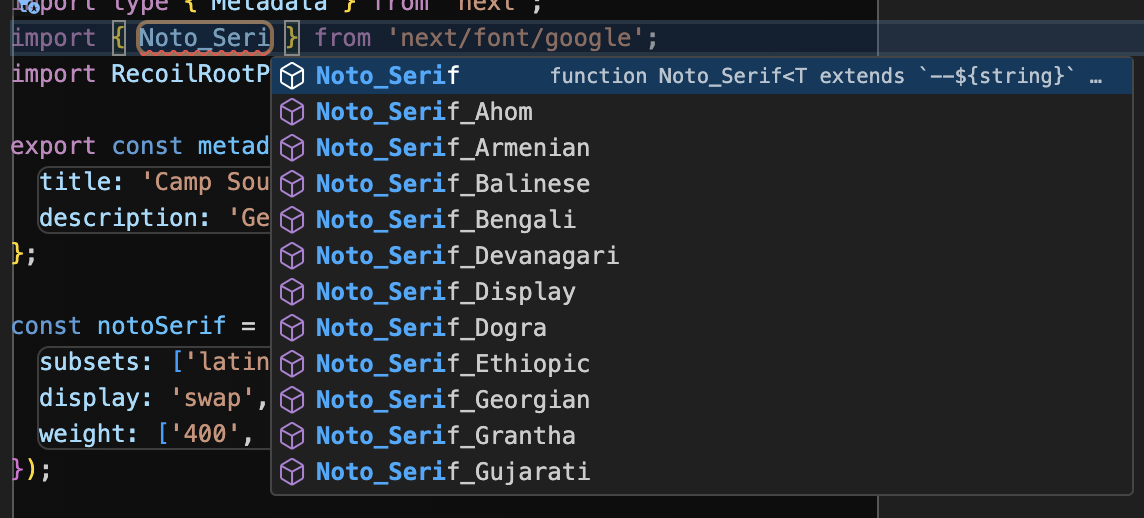 import type { Metadata } from 'next';
import { Noto_Seri } from 'next/font/google';
import RecoilRootP
Noto_Serif function Noto_Serif<T extends `--${string}` …
Noto_Serif_Ahom
Noto_Serif_Armenian
Noto_Serif_Balinese
Noto_Serif_Bengali
Noto_Serif_Devanagari
Noto_Serif_Display
Noto_Serif_Dogra
Noto_Serif_Ethiopic
Noto_Serif_Georgian
Noto_Serif_Grantha
Noto_Serif_Gujarati
export const metad
title: 'Camp Sou
description: 'Ge
};
const notoSerif =
subsets: ['latin
display: 'swap',
weight: ['400',
});